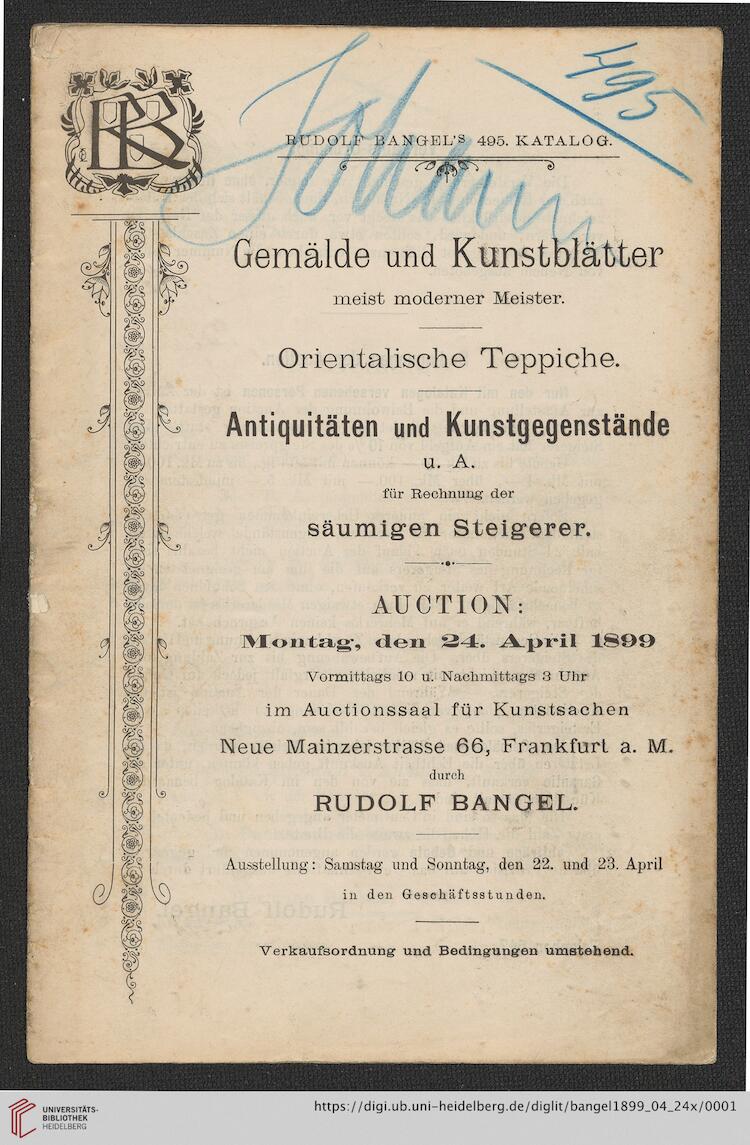 495
Johann
RUDOLF BANGEL'S 495. KATALOG.
Gemälde und Kunstblätter
meist moderner Meister.
Orientalische Teppiche.
Antiquitäten und Kunstgegenstände
u. A.
für Rechnung der
säumigen Steigerer.
AUCTION:
Montag, den 24. April 1899
Vormittags 10 u. Nachmittags 3 Uhr
im Auctionssaal für Kunstsachen
Neue Mainzerstrasse 66, Frankfurt a. M.
durch
RUDOLF BANGEL.
Ausstellung: Samstag und Sonntag, den 22. und 23. April
in den Geschäftsstunden.
Verkaufsordnung und Bedingungen umstehend.
UNIVERSITÄTS-
BIBLIOTHEK
HEIDELBERG
https://digi.ub.uni-heidelberg.de/diglit/bangel1899_04_24x/0001